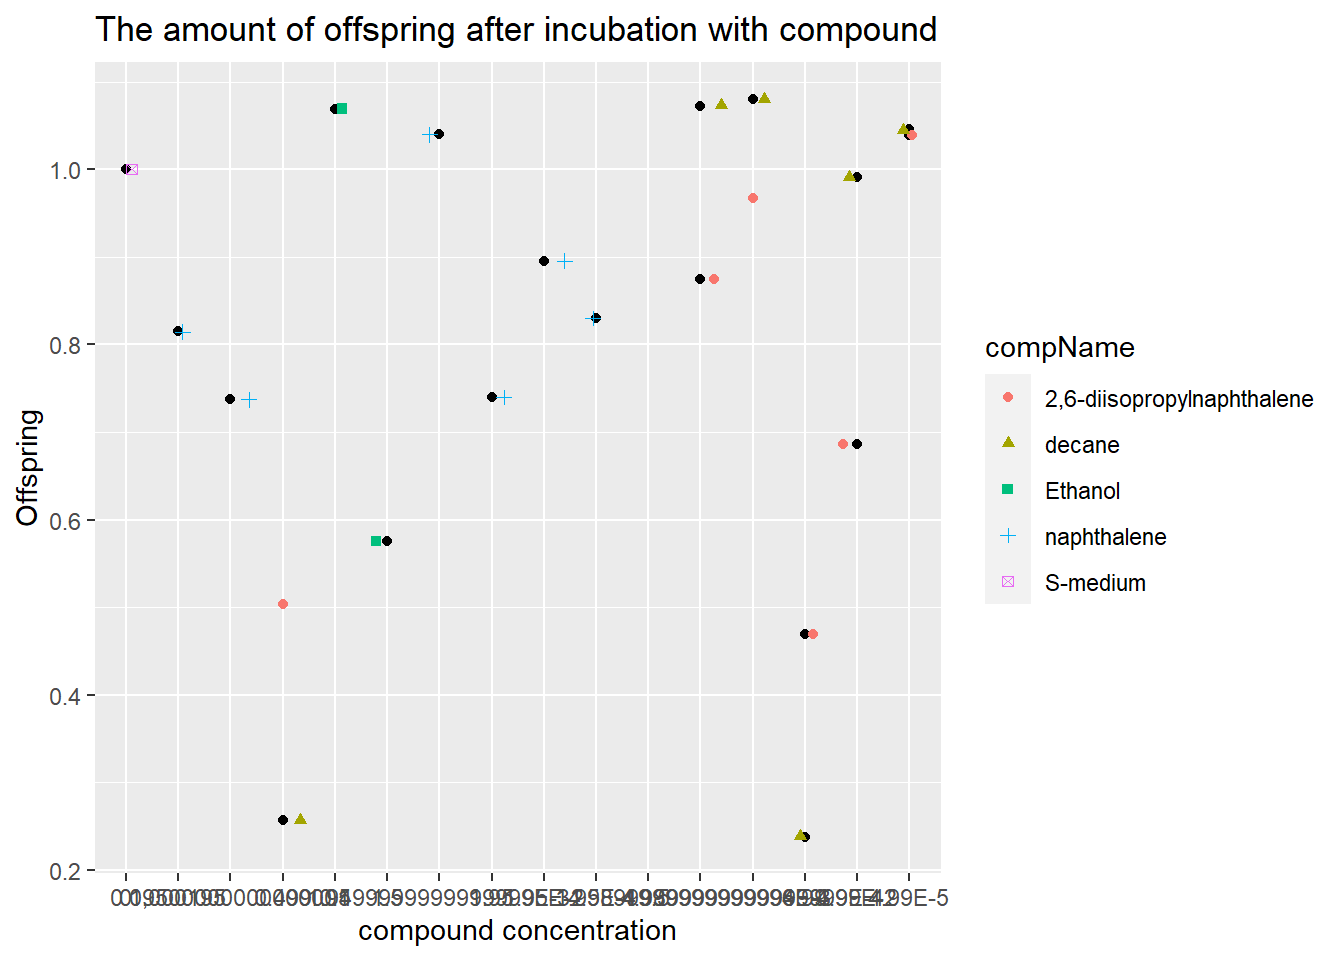 The amount of offspring after incubation with compound
Offspring
1.0
0.8
0.6
0.4
0.2
compound concentration
compName
2,6-diisopropylnaphthalene
decane
Ethanol
naphthalene
S-medium